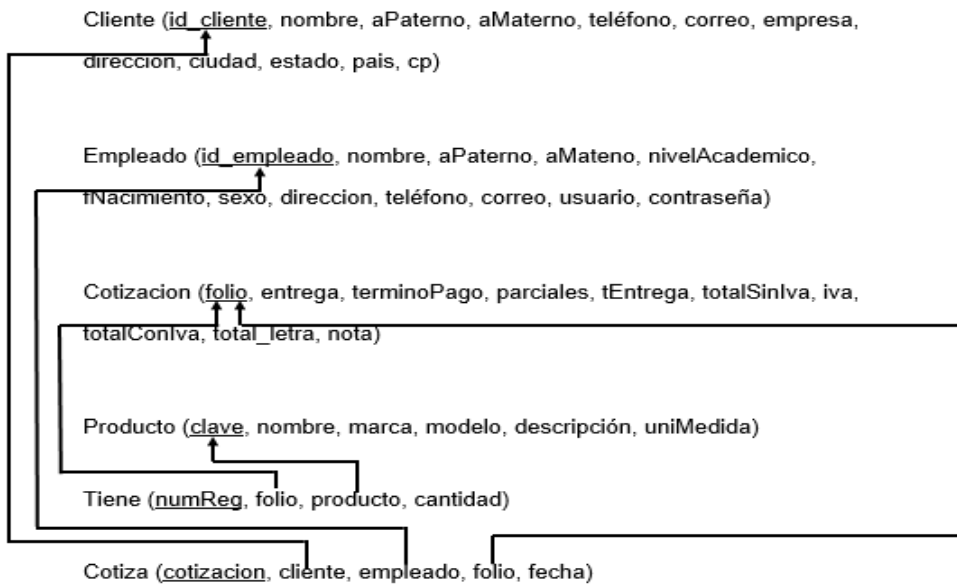 Cliente (id_cliente, nombre, aPaterno, aMaterno, teléfono, correo, empresa,
direccion, ciudad, estado, pais, cp)
Empleado (id_empleado, nombre, aPaterno, aMateno, nivelAcademico,
fNacimiento, sexo, direccion, teléfono, correo, usuario, contraseña)
Cotizacion (folio, entrega, terminoPago, parciales, tEntrega, totalSinIva, iva,
totalConIva, total_letra, nota)
Producto (clave, nombre, marca, modelo, descripción, uniMedida)
Tiene (numReg, folio, producto, cantidad)
Cotiza (cotizacion, cliente, empleado, folio, fecha)